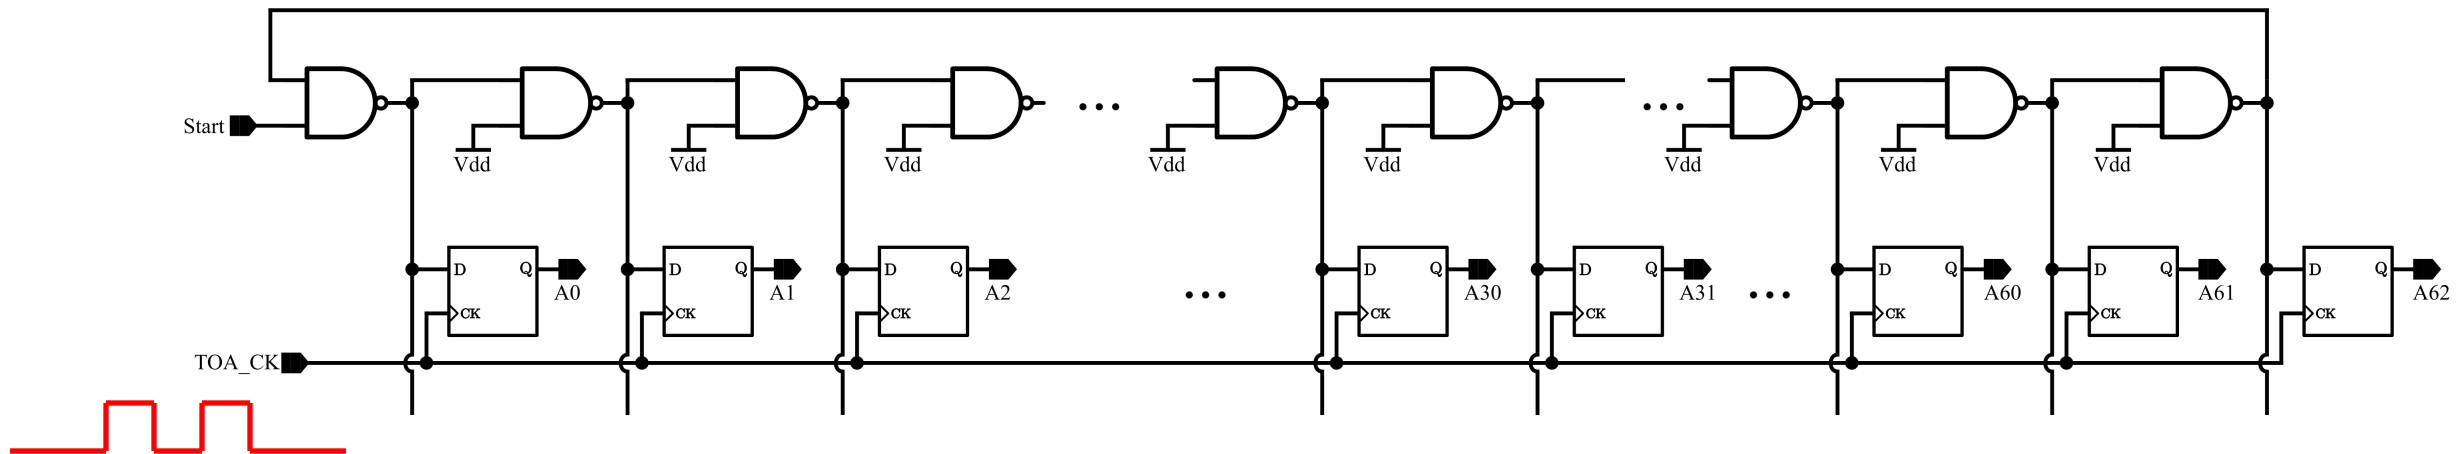 Start
Vdd Vdd Vdd Vdd Vdd Vdd Vdd Vdd
D Q D Q D Q D Q D Q D Q D Q D Q
A0 A1 A2 A30 A31 A60 A61 A62
CK CK CK CK CK CK CK CK
TOA_CK